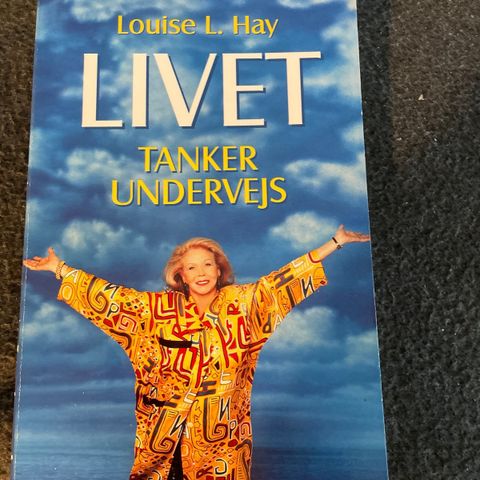 Louise L. Hay
LIVET
TANKER
UNDERVEJS